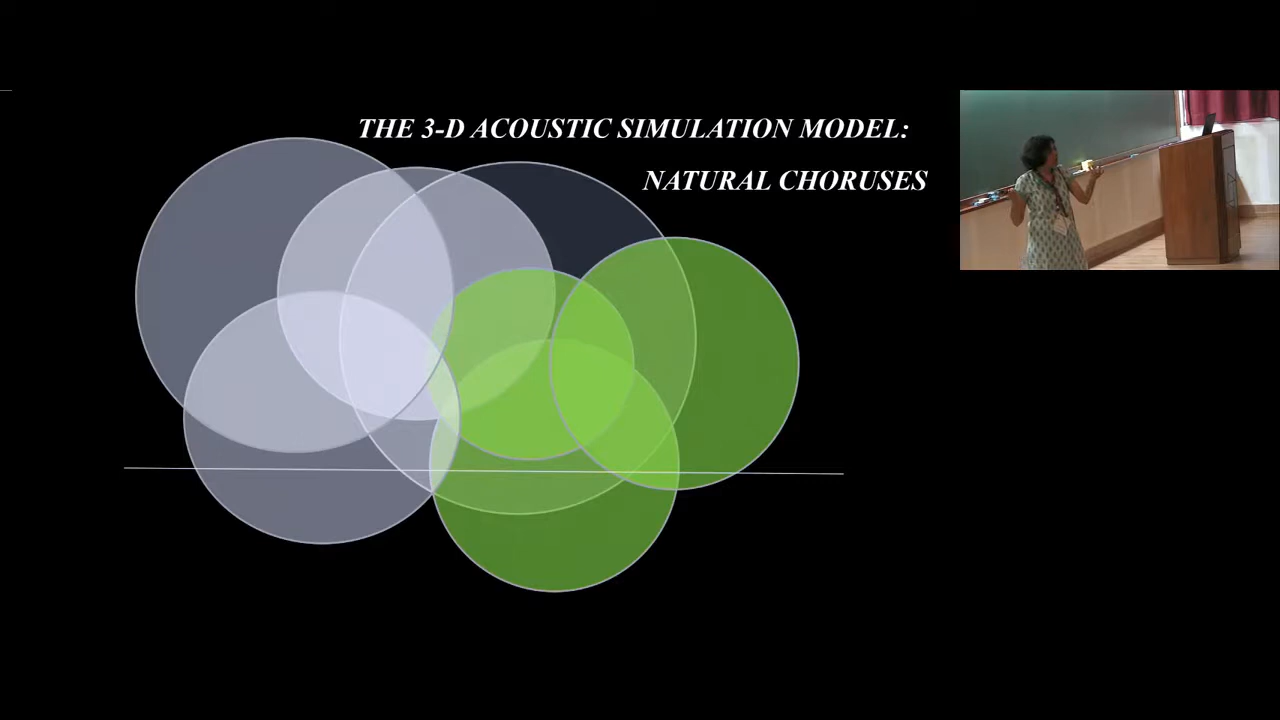 THE 3-D ACOUSTIC SIMULATION MODEL:
NATURAL CHORUSES